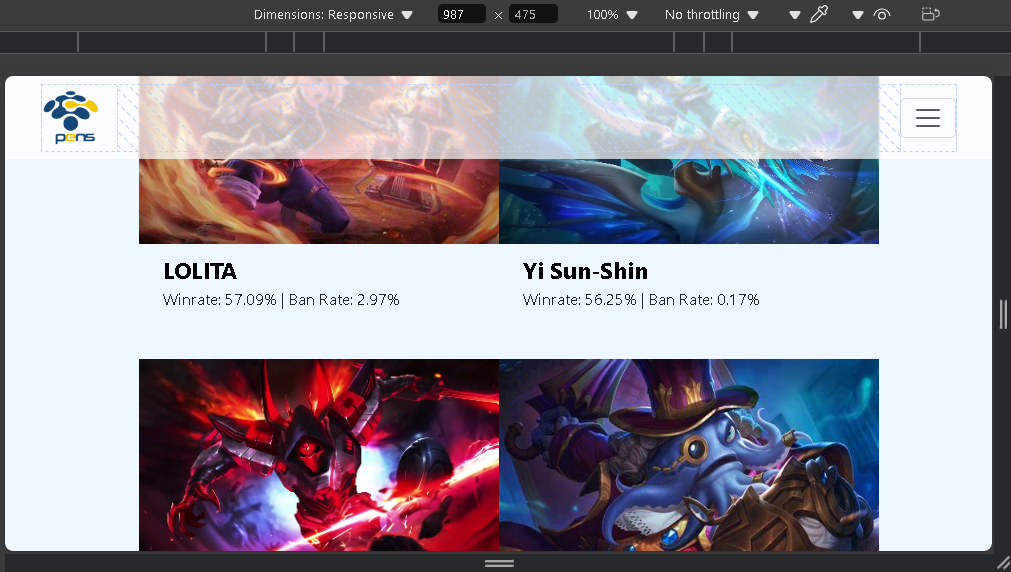 Dimensions: Responsive 987 × 475 100% No throttling
pens
LOLITA
Winrate: 57.09% | Ban Rate: 2.97%
Yi Sun-Shin
Winrate: 56.25% | Ban Rate: 0.17%